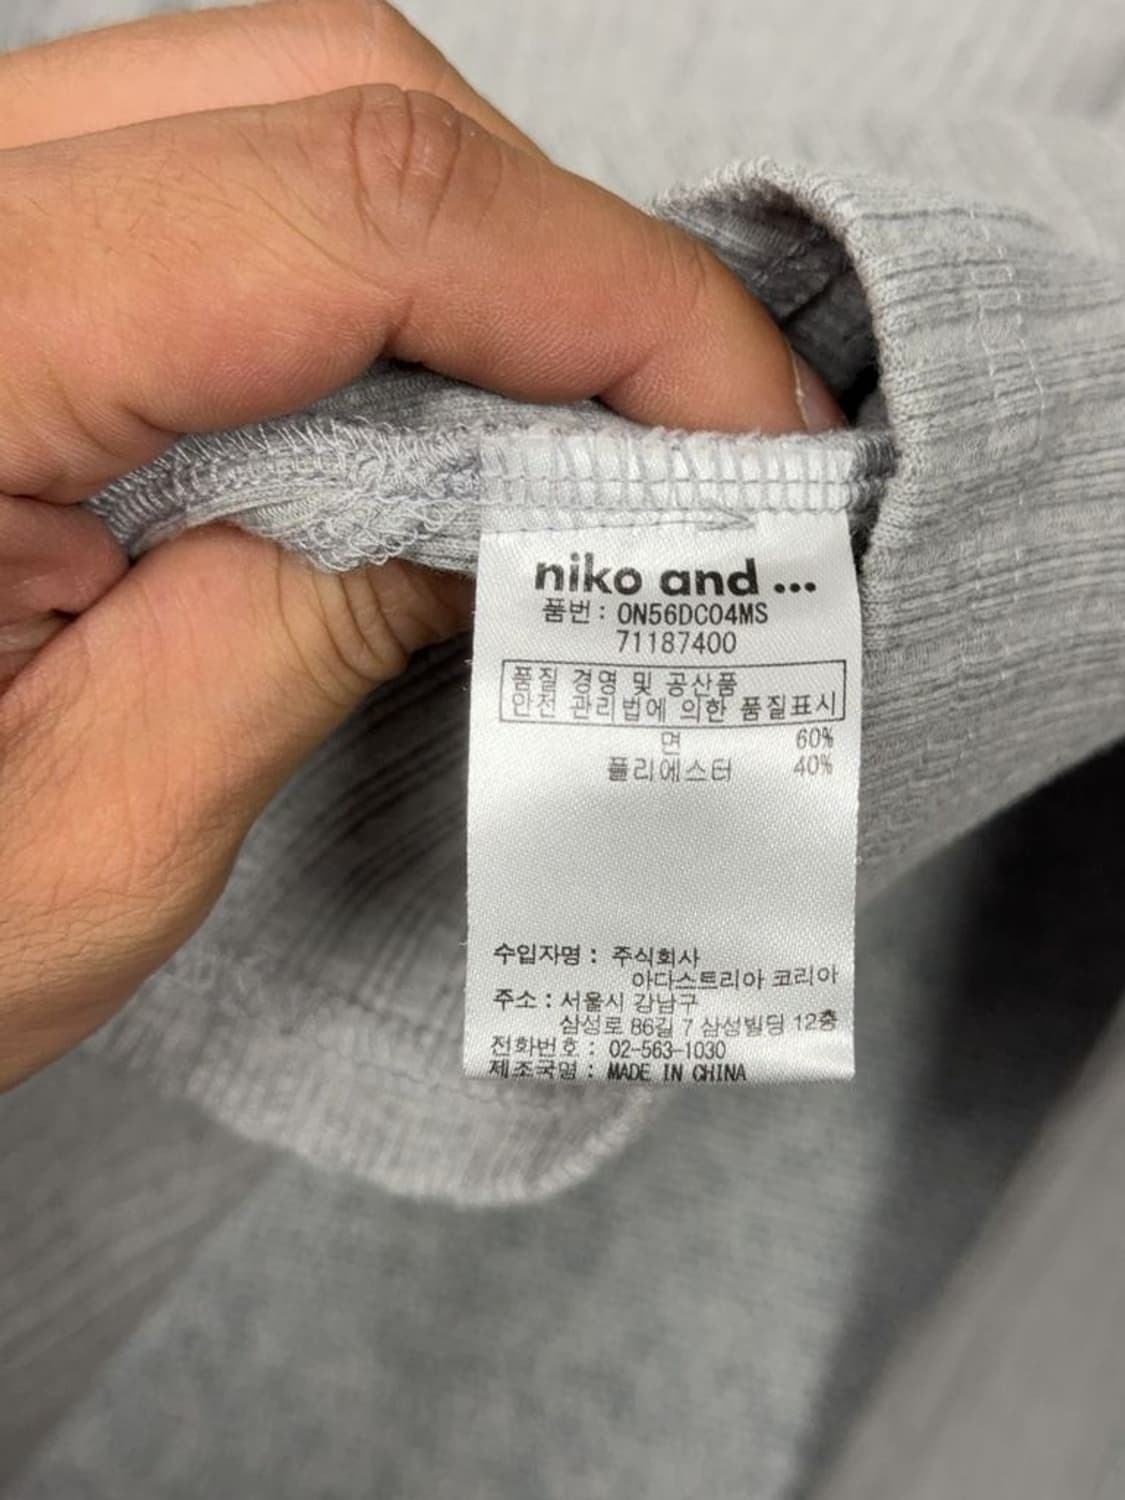 niko and ...
품번 : ON56DC04MS
71187400
품질 경영 및 공산품
안전 관리법에 의한 품질표시
면 60%
플리에스터 40%
수입자명 : 주식회사
아다스트리아 코리아
주소 : 서울시 강남구
삼성로 86길 7 삼성빌딩 12층
전화번호 : 02-563-1030
제조국명 : MADE IN CHINA